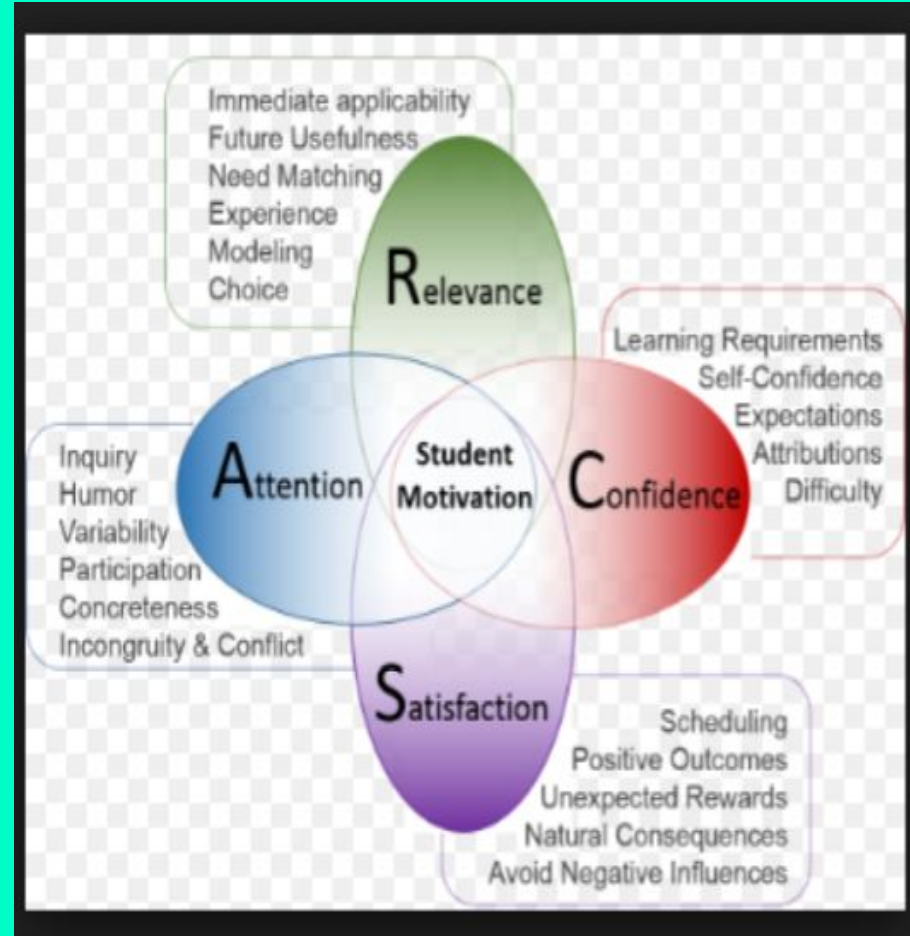 Immediate applicability
Future Usefulness
Need Matching
Experience
Modeling
Choice
Relevance
Learning Requirements
Self-Confidence
Expectations
Attributions
Difficulty
Inquiry
Humor
Variability
Participation
Concreteness
Incongruity & Conflict
Attention
Student
Motivation
Confidence
Satisfaction
Scheduling
Positive Outcomes
Unexpected Rewards
Natural Consequences
Avoid Negative Influences